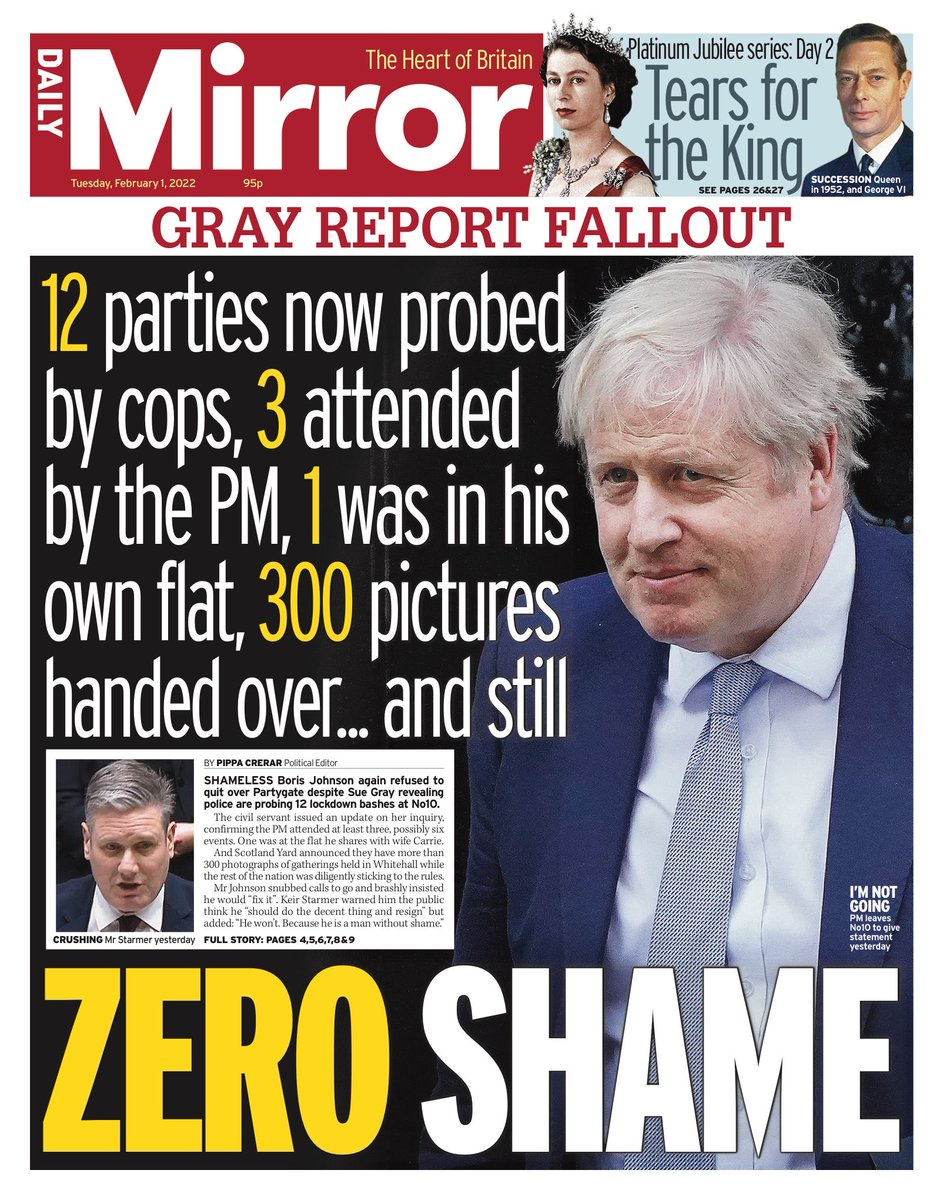 DAILY
Mirror
The Heart of Britain
Tuesday, February 1, 2022
95p
Platinum Jubilee series: Day 2
Tears for
the King
SEE PAGES 26&27
SUCCESSION Queen
in 1952, and George VI
GRAY REPORT FALLOUT
12 parties now probed
by cops, 3 attended
by the PM, 1 was in his
own flat, 300 pictures
handed over... and still
BY PIPPA CRERAR Political Editor
SHAMELESS Boris Johnson again refused to
quit over Partygate despite Sue Gray revealing
police are probing 12 lockdown bashes at No10.
The civil servant issued an update on her inquiry,
confirming the PM attended at least three, possibly six
events. One was at the flat he shares with wife Carrie.
And Scotland Yard announced they have more than
300 photographs of gatherings held in Whitehall while
the rest of the nation was diligently sticking to the rules.
Mr Johnson snubbed calls to go and brashly insisted
he would "fix it". Keir Starmer warned him the public
think he "should do the decent thing and resign" but
added: "He won't. Because he is a man without shame."
FULL STORY: PAGES 4,5,6,7,8&9
CRUSHING Mr Starmer yesterday
I'M NOT
GOING
PM leaves
No10 to give
statement
yesterday
ZERO SHAME